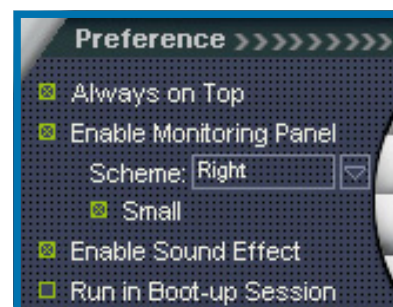 Preference >>>>>>>>>
Always on Top
Enable Monitoring Panel
Scheme: Right
Small
Enable Sound Effect
Run in Boot-up Session